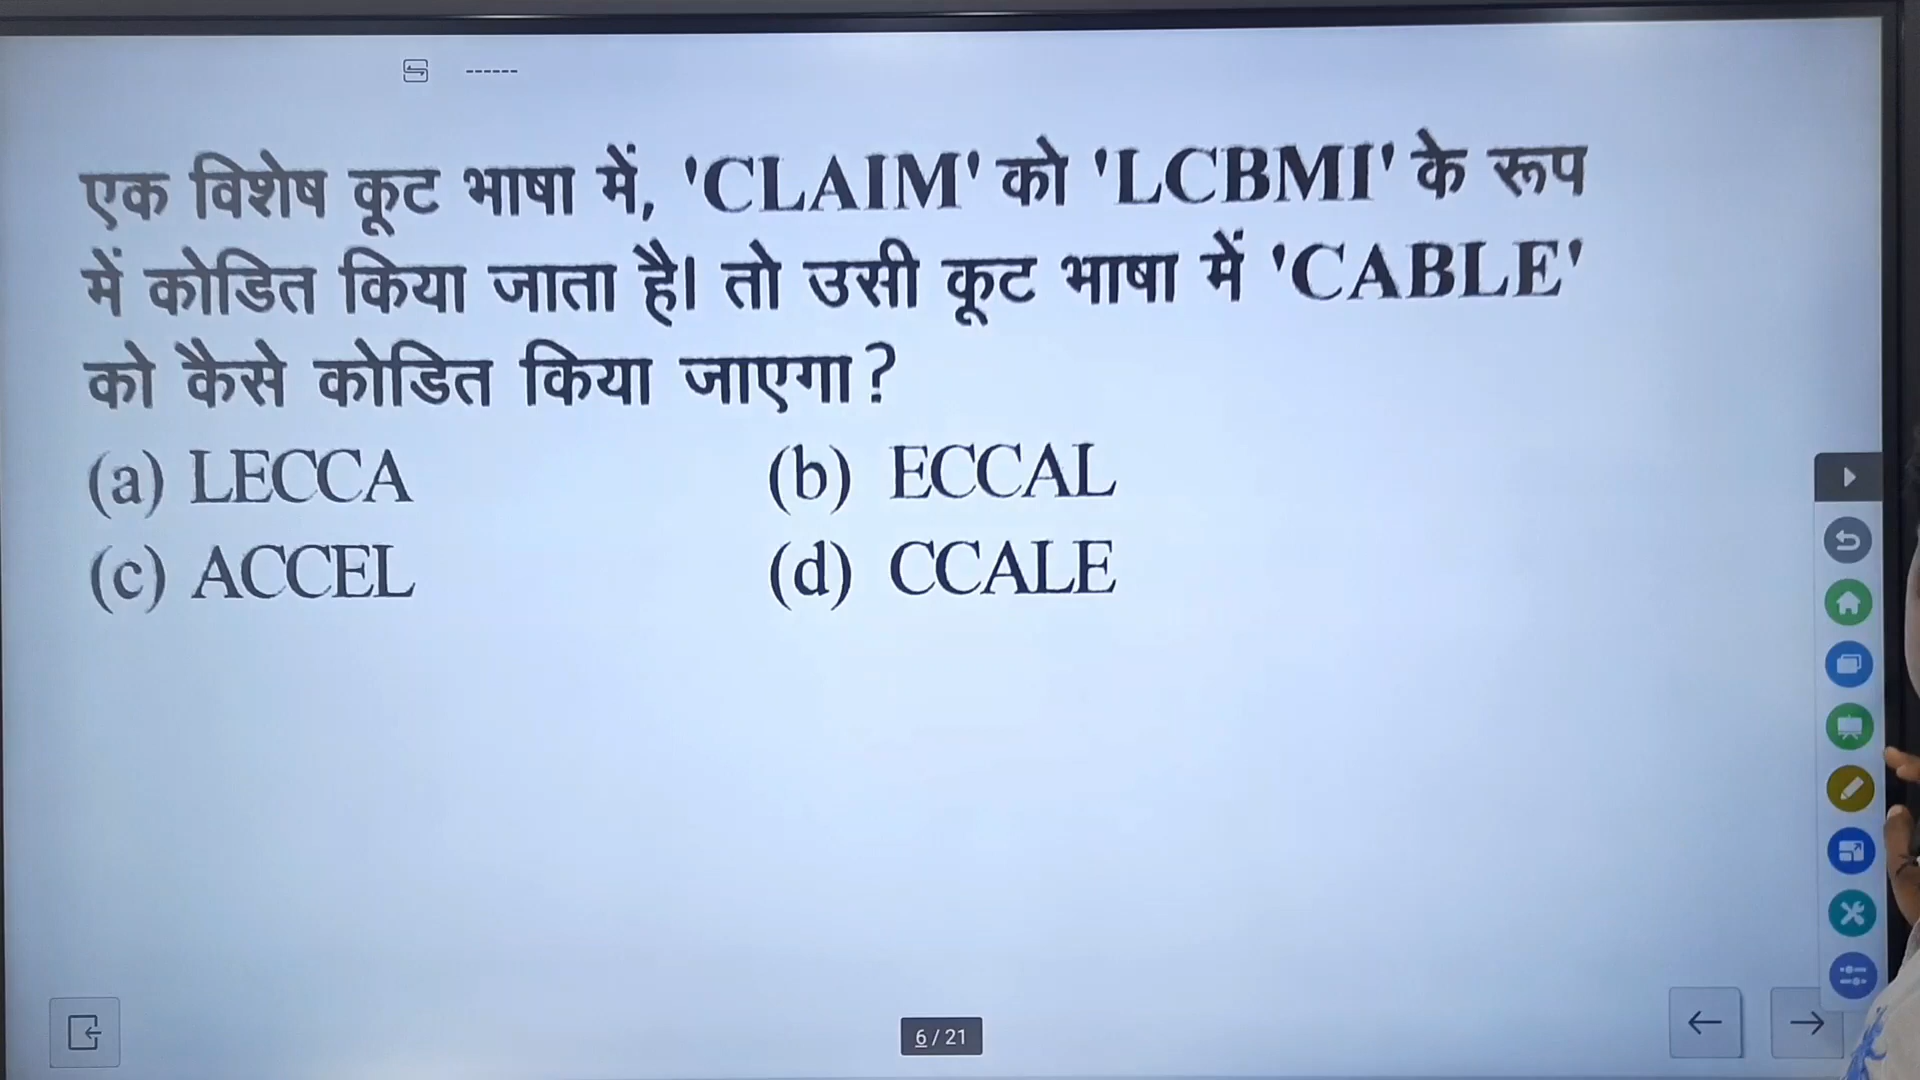 ------
एक विशेष कूट भाषा में, 'CLAIM' को 'LCBMI' के रूप
में कोडित किया जाता है। तो उसी कूट भाषा में 'CABLE'
को कैसे कोडित किया जाएगा?
(a) LECCA (b) ECCAL
(c) ACCEL (d) CCALE
6 / 21